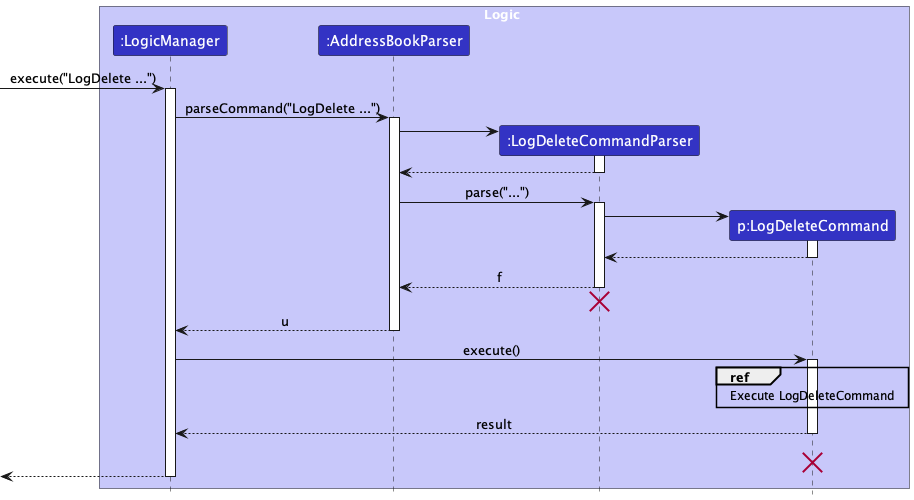 Logic
:LogicManager
:AddressBookParser
execute("LogDelete ...")
parseCommand("LogDelete ...")
:LogDeleteCommandParser
parse("...")
p:LogDeleteCommand
f
u
execute()
ref
Execute LogDeleteCommand
result